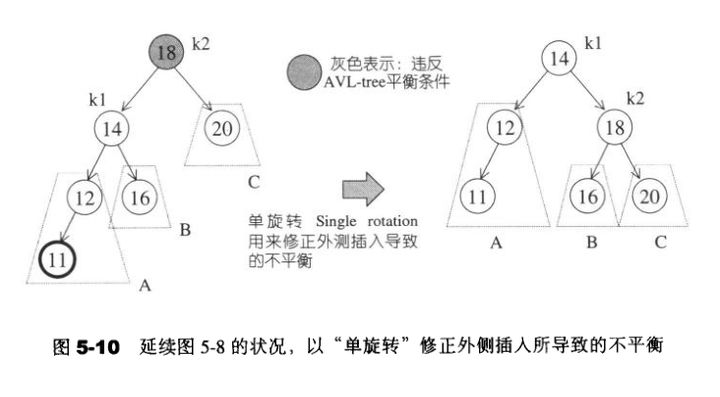 18 k2
灰色表示：违反
AVL-tree平衡条件
k1
14
20
12
16
C
B
11
A
单旋转 Single rotation
用来修正外测插入导致
的不平衡
k1
14
k2
12
18
11
16
20
A
B
C
图 5-10 延续图 5-8 的状况，以“单旋转”修正外侧插入所导致的不平衡